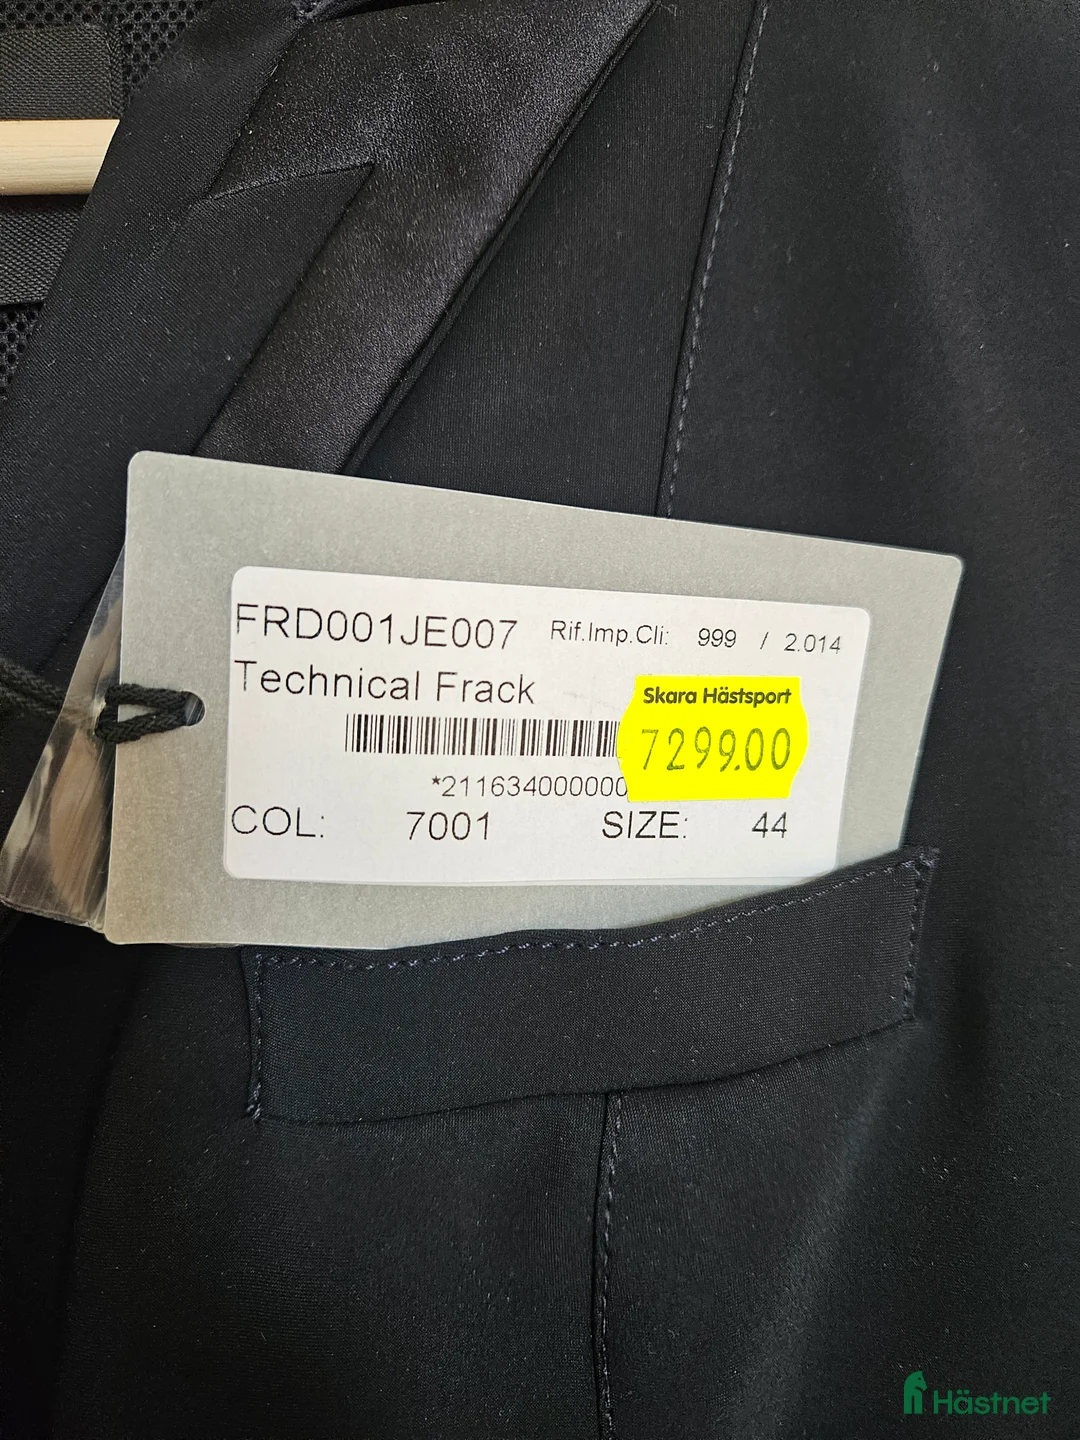 FRD001JE007 Rif.Imp.Cli: 999 / 2.014
Technical Frack
Skara Hästsport
7299.00
*211634000000
COL: 7001 SIZE: 44
Hästnet